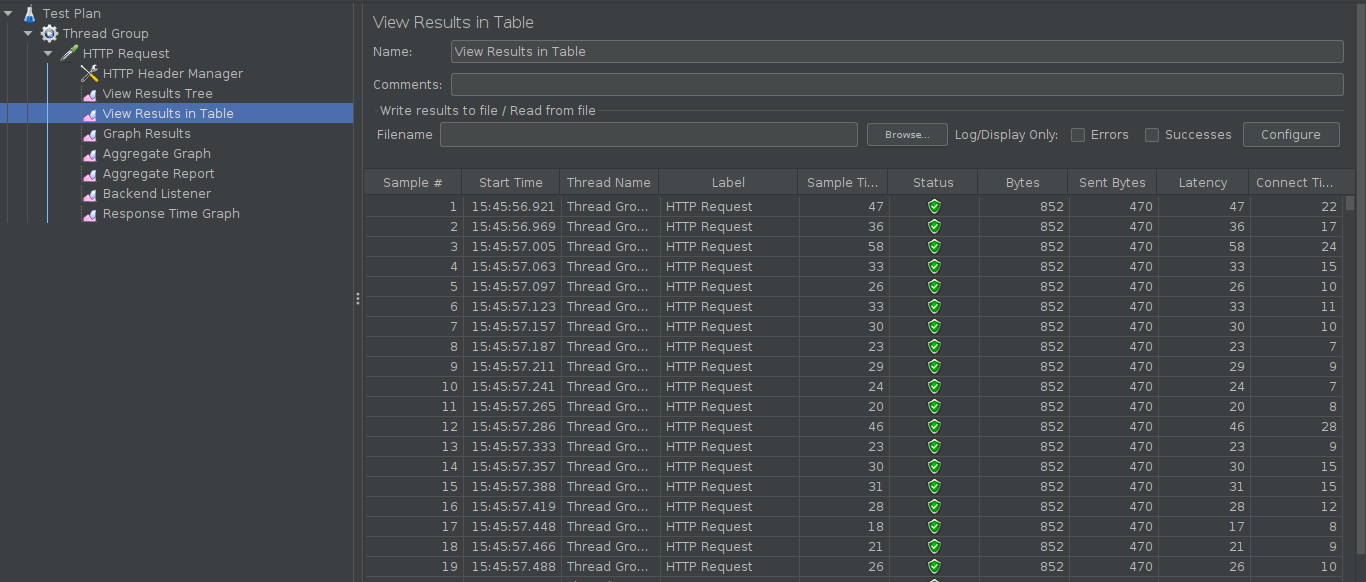 Test Plan
Thread Group
HTTP Request
HTTP Header Manager
View Results Tree
View Results in Table
Graph Results
Aggregate Graph
Aggregate Report
Backend Listener
Response Time Graph
View Results in Table
Name: View Results in Table
Comments:
Write results to file / Read from file
Filename Browse... Log/Display Only: Errors Successes Configure
Sample # Start Time Thread Name Label Sample Ti... Status Bytes Sent Bytes Latency Connect Ti...
1 15:45:56.921 Thread Gro... HTTP Request 47 852 470 47 22
2 15:45:56.969 Thread Gro... HTTP Request 36 852 470 36 17
3 15:45:57.005 Thread Gro... HTTP Request 58 852 470 58 24
4 15:45:57.063 Thread Gro... HTTP Request 33 852 470 33 15
5 15:45:57.097 Thread Gro... HTTP Request 26 852 470 26 10
6 15:45:57.123 Thread Gro... HTTP Request 33 852 470 33 11
7 15:45:57.157 Thread Gro... HTTP Request 30 852 470 30 10
8 15:45:57.187 Thread Gro... HTTP Request 23 852 470 23 7
9 15:45:57.211 Thread Gro... HTTP Request 29 852 470 29 9
10 15:45:57.241 Thread Gro... HTTP Request 24 852 470 24 7
11 15:45:57.265 Thread Gro... HTTP Request 20 852 470 20 8
12 15:45:57.286 Thread Gro... HTTP Request 46 852 470 46 28
13 15:45:57.333 Thread Gro... HTTP Request 23 852 470 23 9
14 15:45:57.357 Thread Gro... HTTP Request 30 852 470 30 15
15 15:45:57.388 Thread Gro... HTTP Request 31 852 470 31 15
16 15:45:57.419 Thread Gro... HTTP Request 28 852 470 28 12
17 15:45:57.448 Thread Gro... HTTP Request 18 852 470 17 8
18 15:45:57.466 Thread Gro... HTTP Request 21 852 470 21 9
19 15:45:57.488 Thread Gro... HTTP Request 26 852 470 26 10